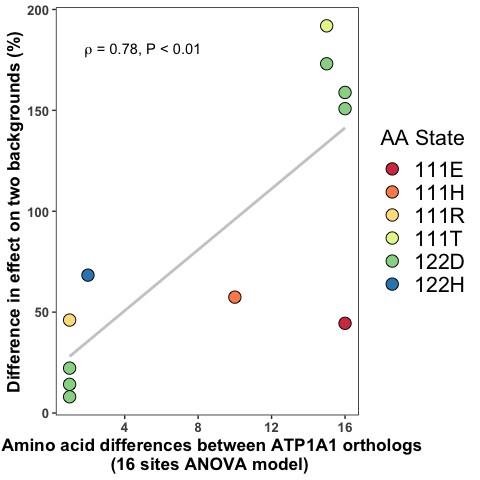 Difference in effect on two backgrounds (%)
200
150
100
50
0
ρ = 0.78, P < 0.01
4
8
12
16
Amino acid differences between ATP1A1 orthologs
(16 sites ANOVA model)
AA State
111E
111H
111R
111T
122D
122H